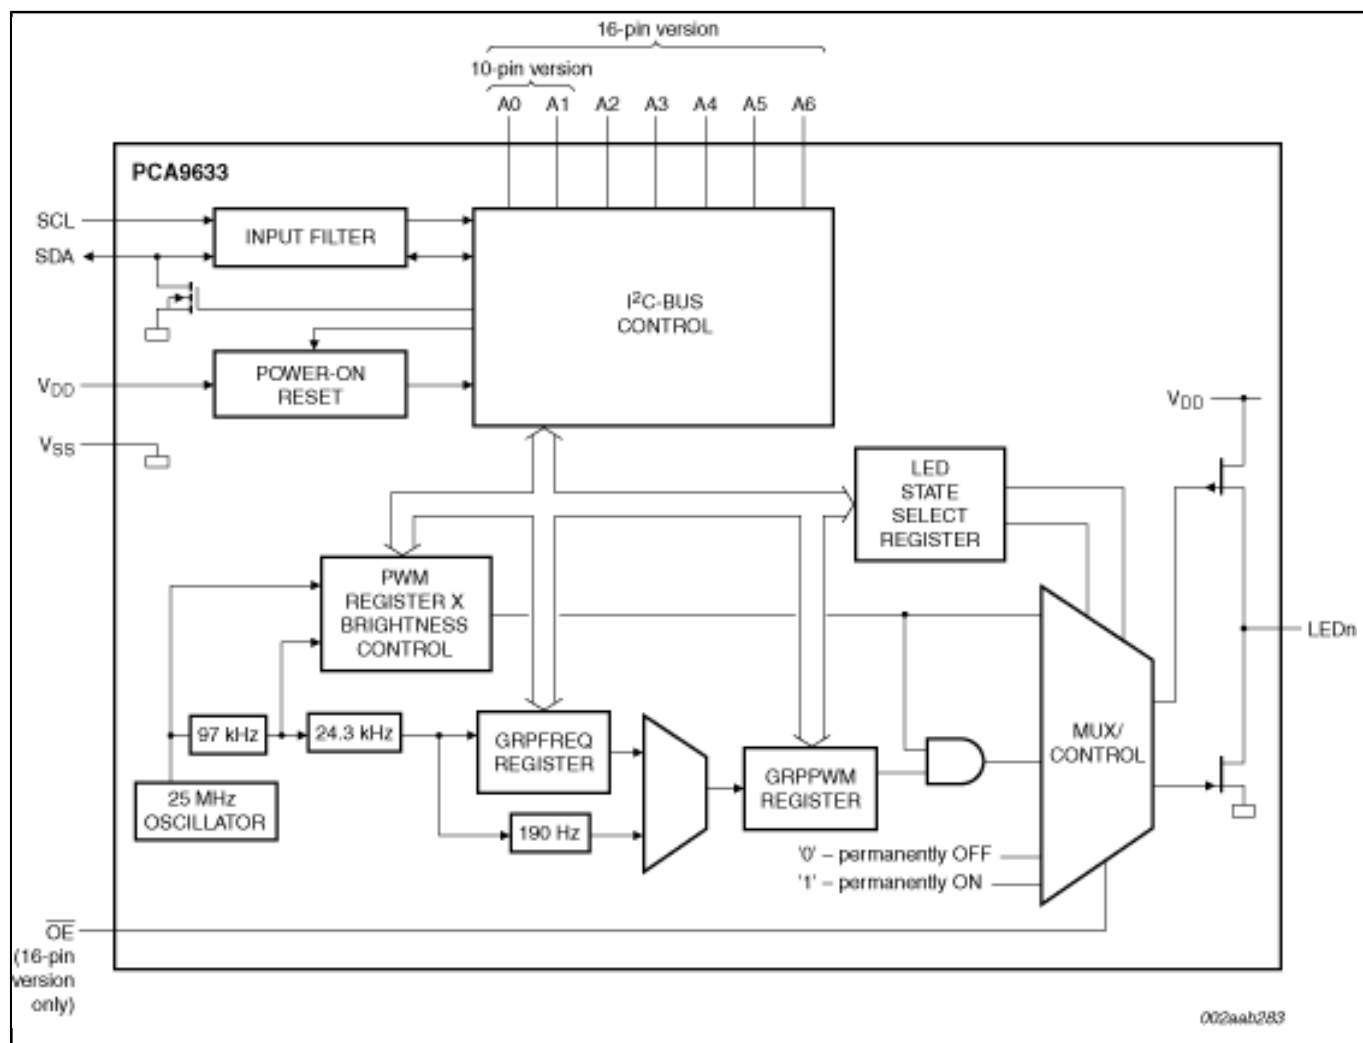 16-pin version
10-pin version
A0 A1 A2 A3 A4 A5 A6
PCA9633
SCL
SDA
INPUT FILTER
I²C-BUS
CONTROL
POWER-ON
RESET
VDD
VSS
VDD
LED
STATE
SELECT
REGISTER
PWM
REGISTER X
BRIGHTNESS
CONTROL
LEDn
97 kHz
24.3 kHz
GRPFREQ
REGISTER
MUX/
CONTROL
GRPPWM
REGISTER
25 MHz
OSCILLATOR
190 Hz
'0' – permanently OFF
'1' – permanently ON
OE
(16-pin
version
only)
002aab283